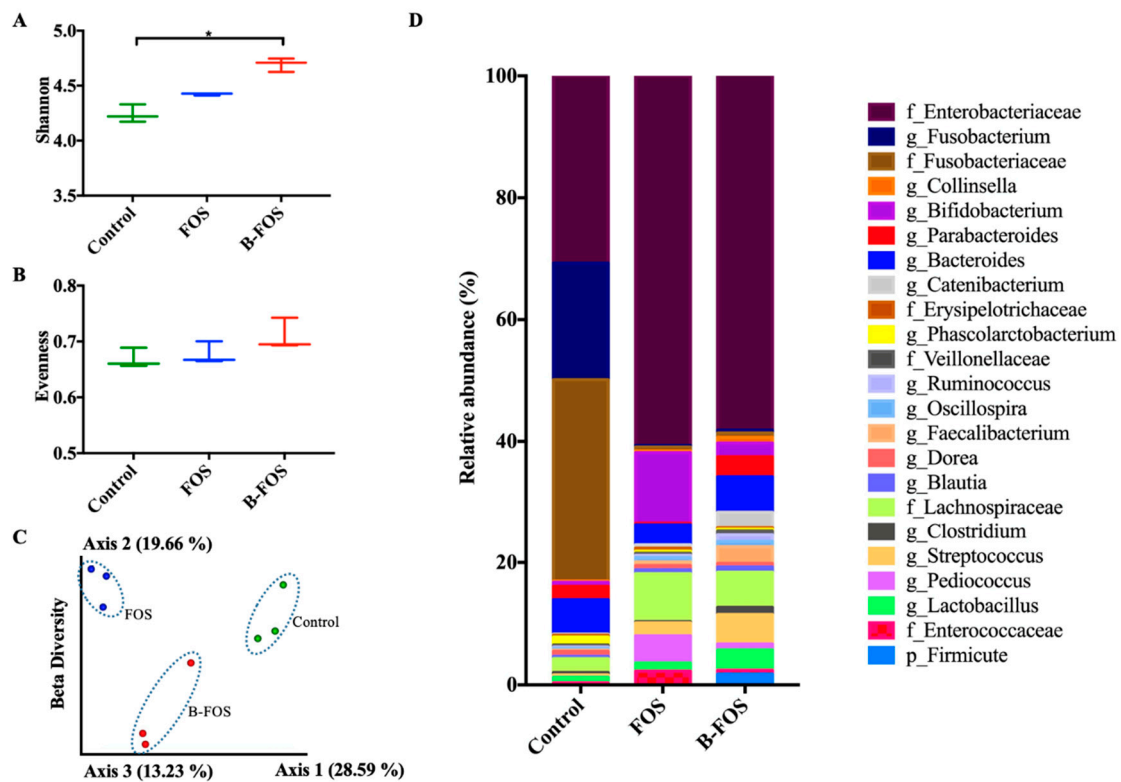 A
5.0
4.5
4.0
3.5
Shannon
*
Control
FOS
B-FOS
B
0.8
0.7
0.6
0.5
Evenness
Control
FOS
B-FOS
C
Axis 2 (19.66 %)
Beta Diversity
FOS
Control
B-FOS
Axis 3 (13.23 %)
Axis 1 (28.59 %)
D
100
80
60
40
20
0
Relative abundance (%)
Control
FOS
B-FOS
f_Enterobacteriaceae
g_Fusobacterium
f_Fusobacteriaceae
g_Collinsella
g_Bifidobacterium
g_Parabacteroides
g_Bacteroides
g_Catenibacterium
f_Erysipelotrichaceae
g_Phascolarctobacterium
f_Veillonellaceae
g_Ruminococcus
g_Oscillospira
g_Faecalibacterium
g_Dorea
g_Blautia
f_Lachnospiraceae
g_Clostridium
g_Streptococcus
g_Pediococcus
g_Lactobacillus
f_Enterococcaceae
p_Firmicute